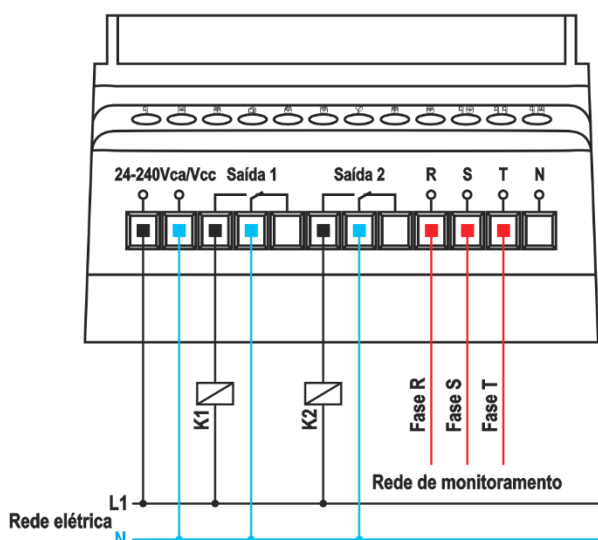 24-240Vca/Vcc Saída 1 Saída 2 R S T N
K1 K2 Fase R Fase S Fase T
Rede de monitoramento
L1
Rede elétrica
N